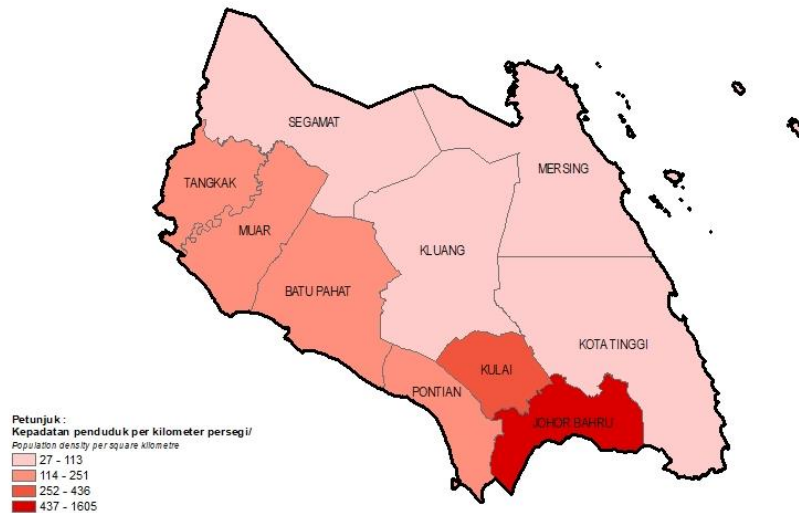 SEGAMAT
MERSING
TANGKAK
MUAR
KLUANG
BATU PAHAT
KOTA TINGGI
KULAI
PONTIAN
JOHOR BAHRU
Petunjuk :
Kepadatan penduduk per kilometer persegi/
Population density per square kilometre
27 - 113
114 - 251
252 - 436
437 - 1605